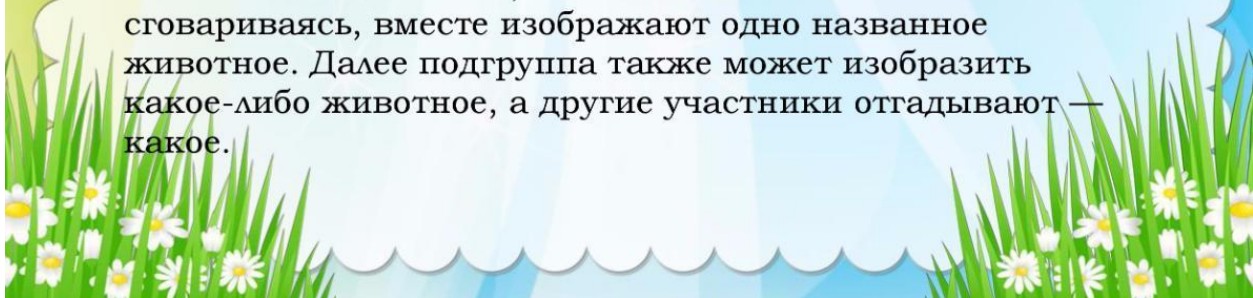 сговариваясь, вместе изображают одно названное
животное. Далее подгруппа также может изобразить
какое-либо животное, а другие участники отгадывают —
какое.